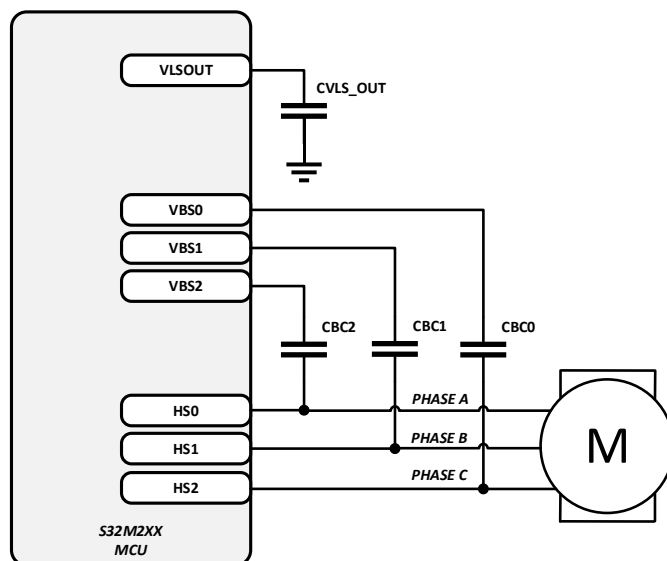 VLSOUT
CVLS_OUT
VBS0
VBS1
VBS2
CBC2
CBC1
CBC0
HS0
PHASE A
HS1
PHASE B
M
HS2
PHASE C
S32M2XX
MCU